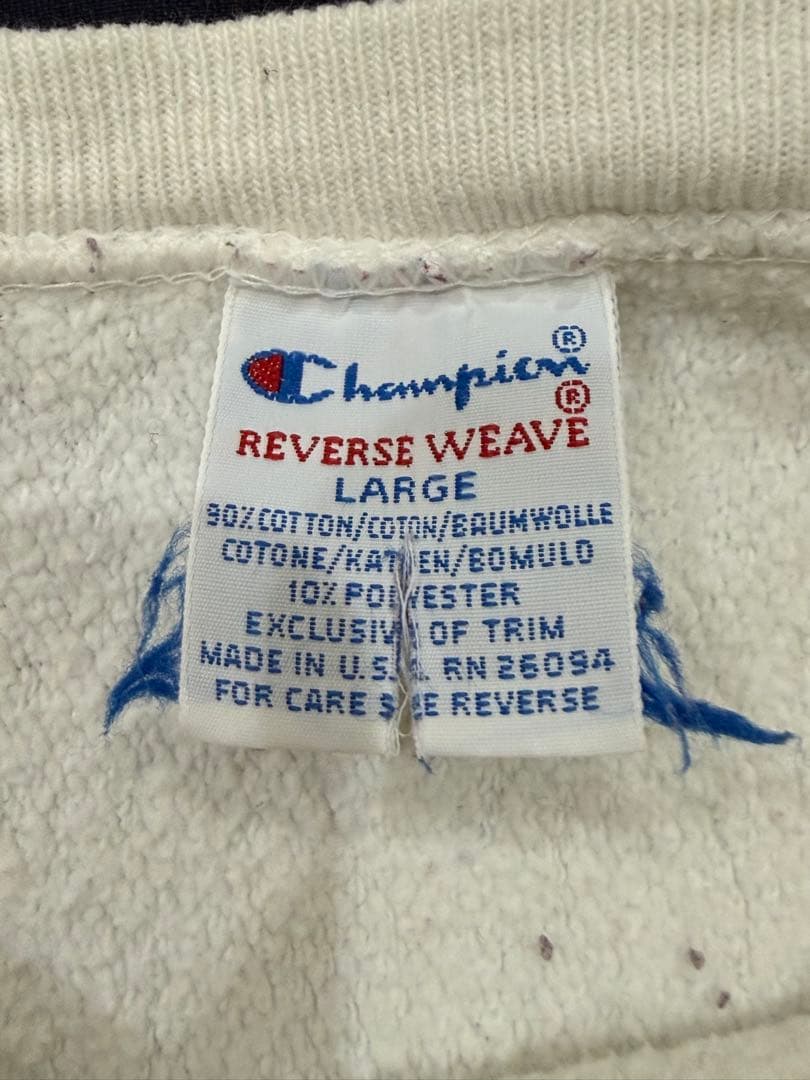 Champion®
REVERSE WEAVE®
LARGE
90% COTTON/COTON/BAUMWOLLE
COTONE/KATOEN/BOMULD
10% POLYESTER
EXCLUSIVE OF TRIM
MADE IN U.S.A. RN 26094
FOR CARE SEE REVERSE